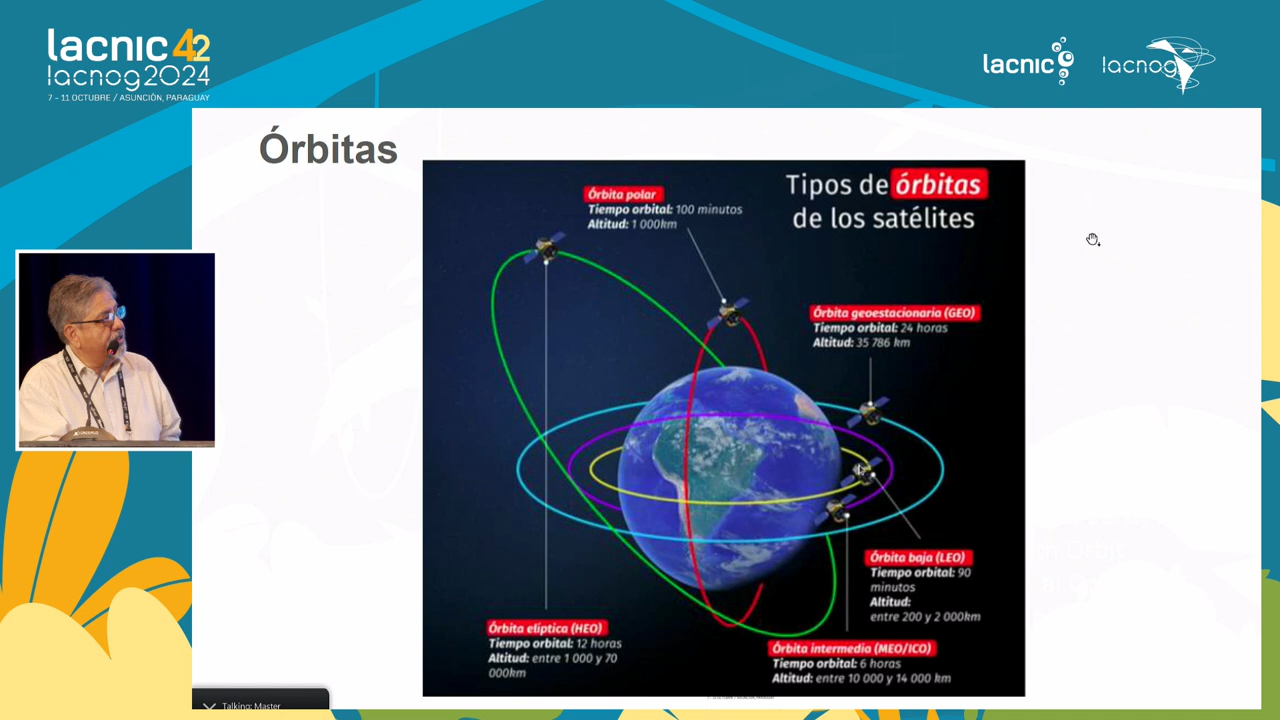 lacnic 42
lacnog2024
7 - 11 OCTUBRE / ASUNCIÓN, PARAGUAY
lacnic
lacnog
Órbitas
Tipos de órbitas
de los satélites
Órbita polar
Tiempo orbital: 100 minutos
Altitud: 1 000km
Órbita geoestacionaria (GEO)
Tiempo orbital: 24 horas
Altitud: 35 786 km
Órbita baja (LEO)
Tiempo orbital: 90
minutos
Altitud:
entre 200 y 2 000km
Órbita elíptica (HEO)
Tiempo orbital: 12 horas
Altitud: entre 1 000 y 70
000km
Órbita intermedia (MEO/ICO)
Tiempo orbital: 6 horas
Altitud: entre 10 000 y 14 000 km
Talking: Master